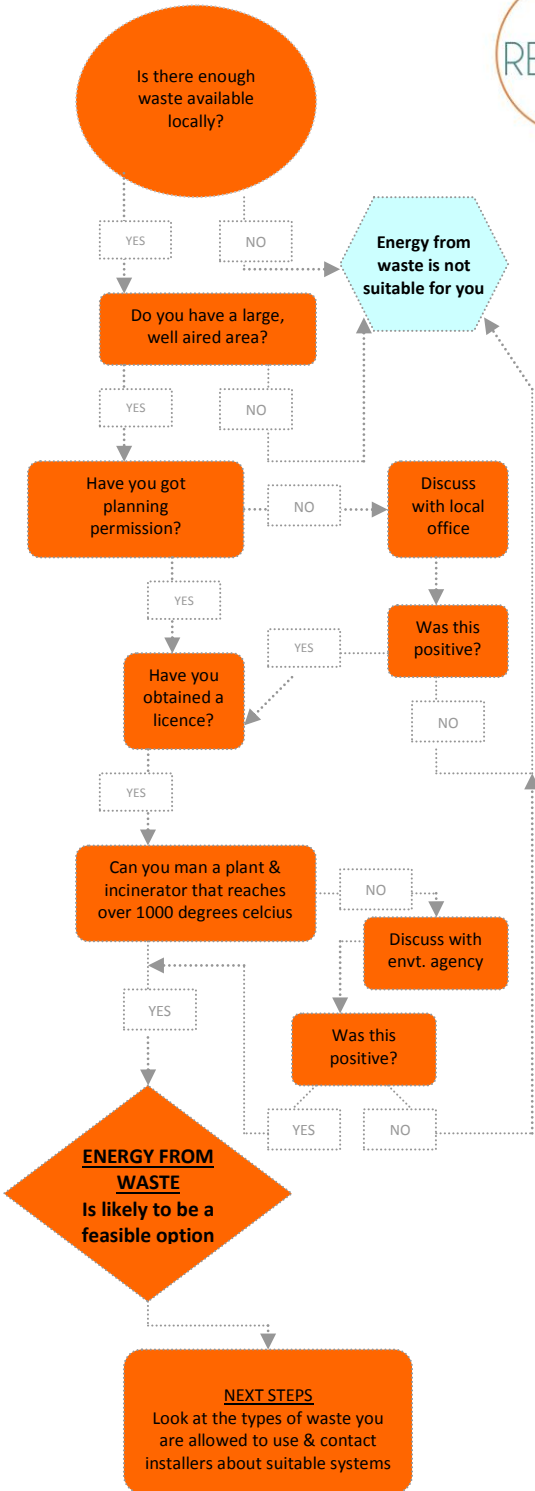 Is there enough
waste available
locally?
YES
NO
Energy from
waste is not
suitable for you
Do you have a large,
well aired area?
YES
NO
Have you got
planning
permission?
NO
Discuss
with local
office
YES
Was this
positive?
YES
NO
Have you
obtained a
licence?
YES
Can you man a plant &
incinerator that reaches
over 1000 degrees celcius
NO
Discuss with
envt. agency
YES
Was this
positive?
YES
NO
ENERGY FROM
WASTE
Is likely to be a
feasible option
NEXT STEPS
Look at the types of waste you
are allowed to use & contact
installers about suitable systems